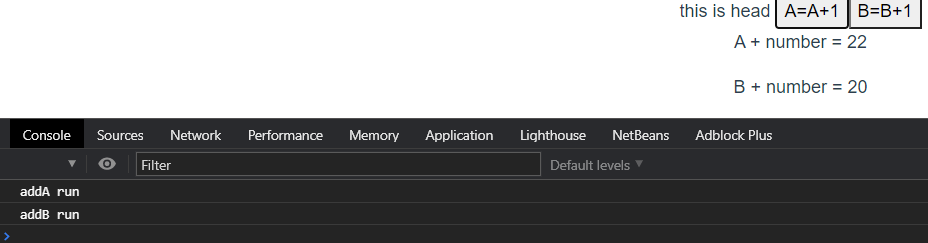 this is head A=A+1 B=B+1
A + number = 22
B + number = 20
Console Sources Network Performance Memory Application Lighthouse NetBeans Adblock Plus
Filter Default levels
addA run
addB run